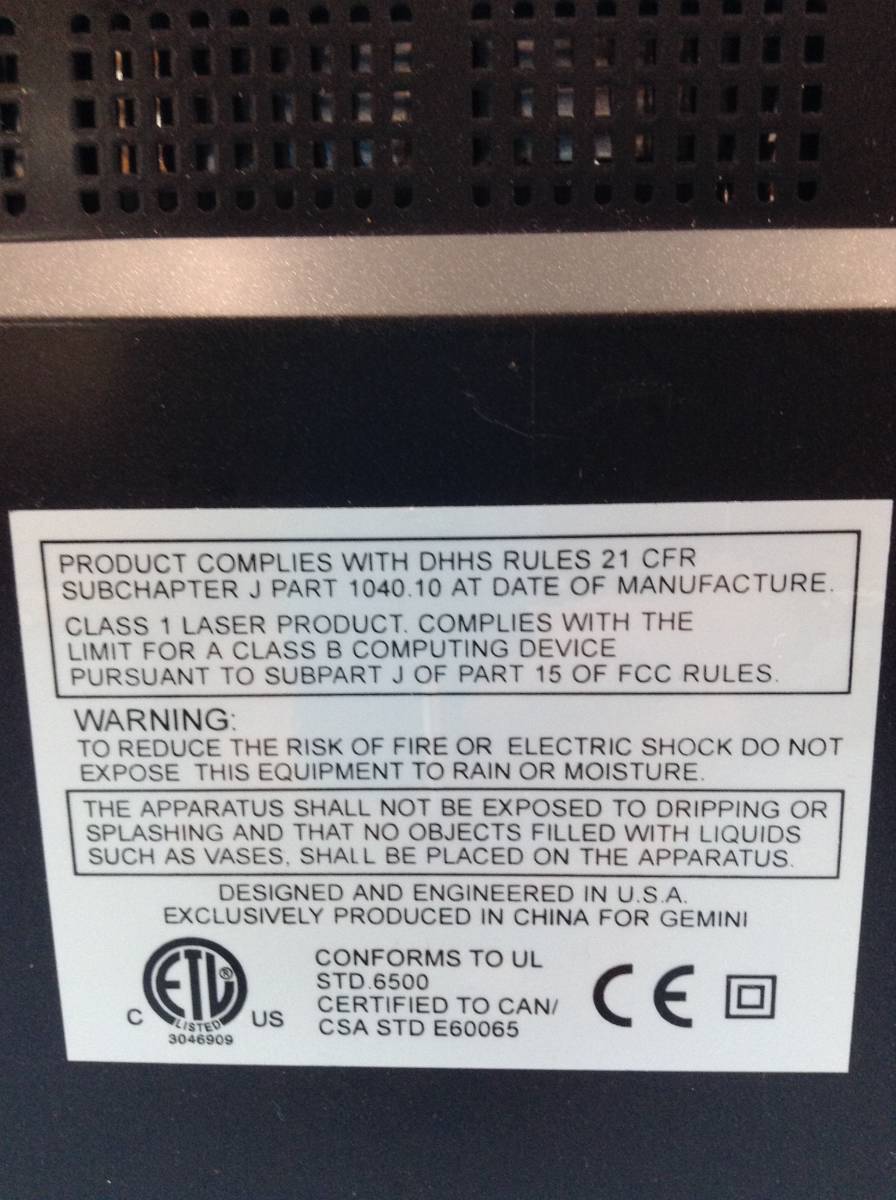 PRODUCT COMPLIES WITH DHHS RULES 21 CFR
SUBCHAPTER J PART 1040.10 AT DATE OF MANUFACTURE.
CLASS 1 LASER PRODUCT. COMPLIES WITH THE
LIMIT FOR A CLASS B COMPUTING DEVICE
PURSUANT TO SUBPART J OF PART 15 OF FCC RULES.
WARNING:
TO REDUCE THE RISK OF FIRE OR ELECTRIC SHOCK DO NOT
EXPOSE THIS EQUIPMENT TO RAIN OR MOISTURE.
THE APPARATUS SHALL NOT BE EXPOSED TO DRIPPING OR
SPLASHING AND THAT NO OBJECTS FILLED WITH LIQUIDS
SUCH AS VASES, SHALL BE PLACED ON THE APPARATUS.
DESIGNED AND ENGINEERED IN U.S.A.
EXCLUSIVELY PRODUCED IN CHINA FOR GEMINI
C ETL® US
LISTED
3046909
CONFORMS TO UL
STD.6500
CERTIFIED TO CAN/
CSA STD E60065
CE